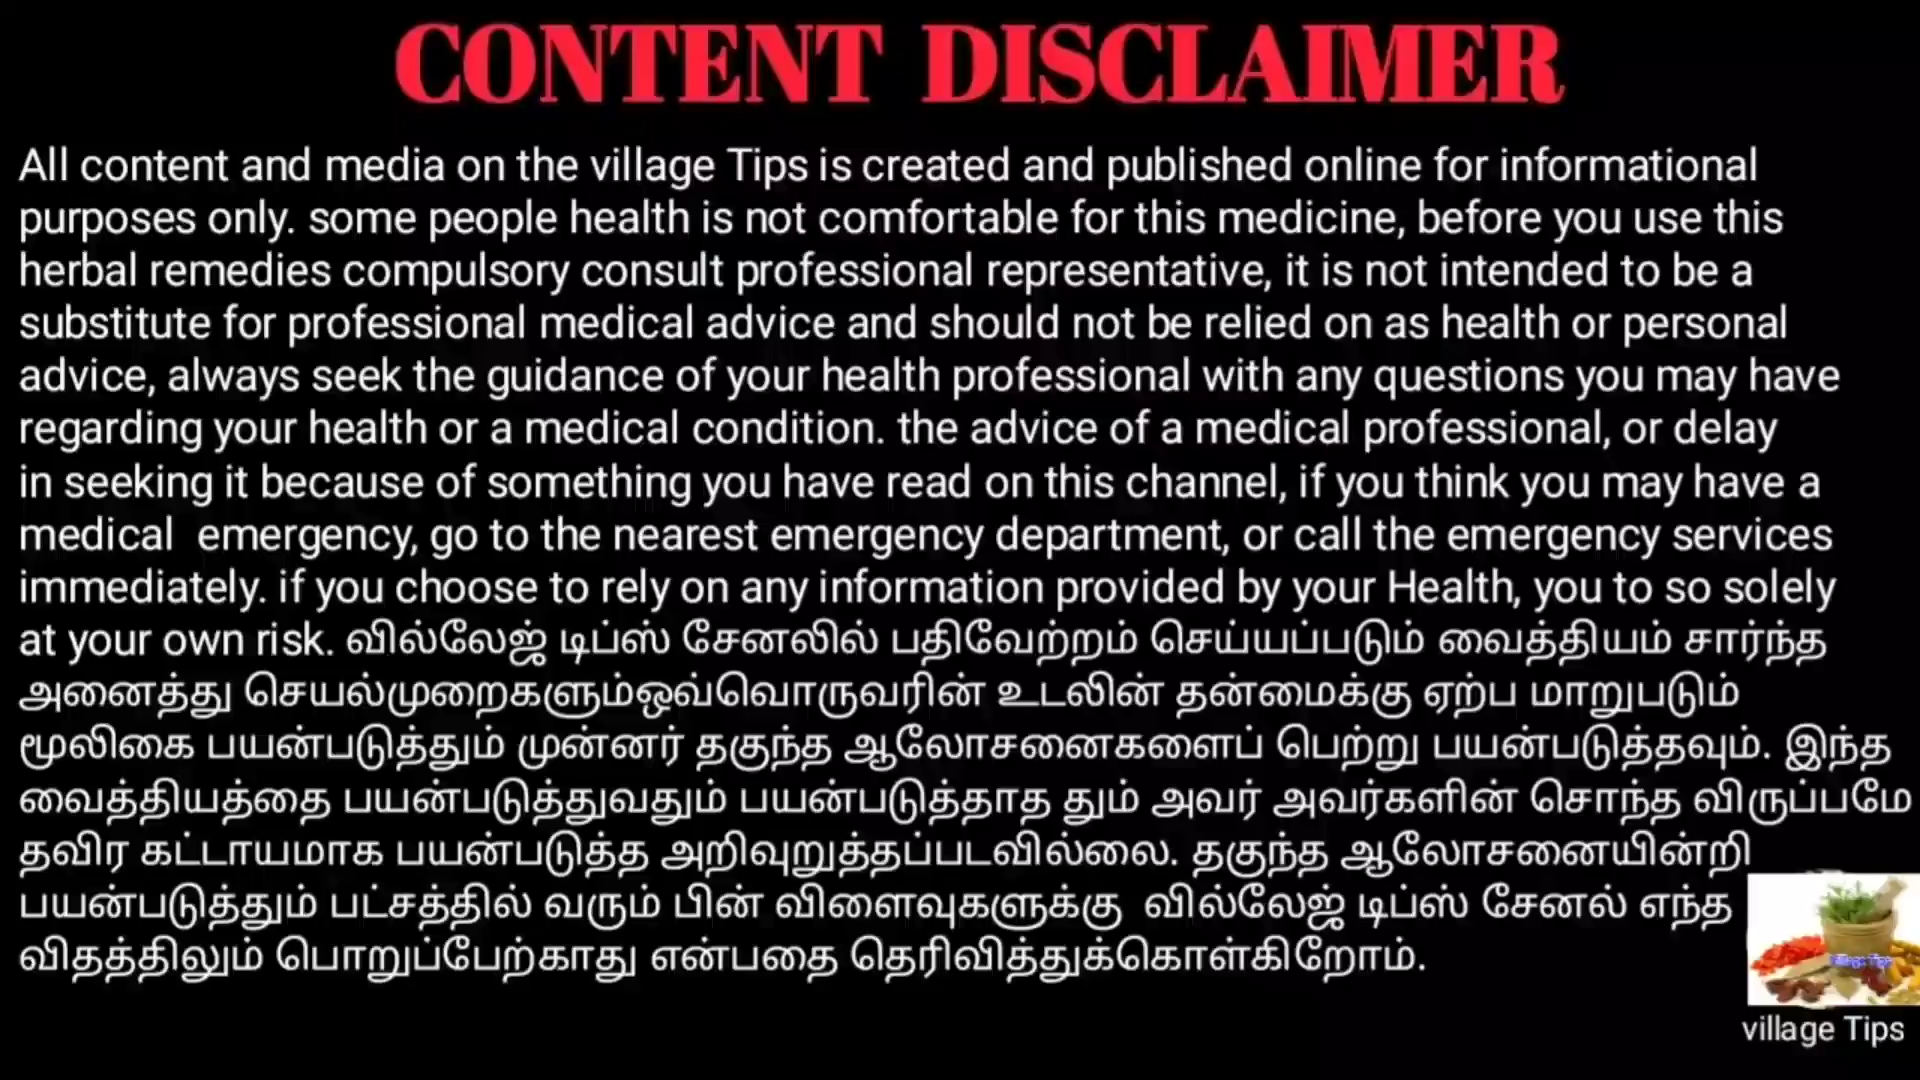 CONTENT DISCLAIMER
All content and media on the village Tips is created and published online for informational
purposes only. some people health is not comfortable for this medicine, before you use this
herbal remedies compulsory consult professional representative, it is not intended to be a
substitute for professional medical advice and should not be relied on as health or personal
advice, always seek the guidance of your health professional with any questions you may have
regarding your health or a medical condition. the advice of a medical professional, or delay
in seeking it because of something you have read on this channel, if you think you may have a
medical  emergency, go to the nearest emergency department, or call the emergency services
immediately. if you choose to rely on any information provided by your Health, you to so solely
at your own risk. வில்லேஜ் டிப்ஸ் சேனலில் பதிவேற்றம் செய்யப்படும் வைத்தியம் சார்ந்த
அனைத்து செயல்முறைகளும்ஒவ்வொருவரின் உடலின் தன்மைக்கு ஏற்ப மாறுபடும்
மூலிகை பயன்படுத்தும் முன்னர் தகுந்த ஆலோசனைகளைப் பெற்று பயன்படுத்தவும். இந்த
வைத்தியத்தை பயன்படுத்துவதும் பயன்படுத்தாத தும் அவர் அவர்களின் சொந்த விருப்பமே
தவிர கட்டாயமாக பயன்படுத்த அறிவுறுத்தப்படவில்லை. தகுந்த ஆலோசனையின்றி
பயன்படுத்தும் பட்சத்தில் வரும் பின் விளைவுகளுக்கு  வில்லேஜ் டிப்ஸ் சேனல் எந்த
விதத்திலும் பொறுப்பேற்காது என்பதை தெரிவித்துக்கொள்கிறோம்.
village Tips
village Tips